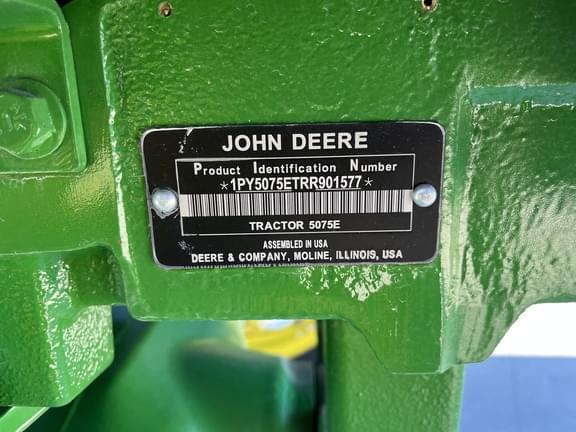 JOHN DEERE
Product Identification Number
*1PY5075ETRR901577*
TRACTOR 5075E
ASSEMBLED IN USA
DEERE & COMPANY, MOLINE, ILLINOIS, USA